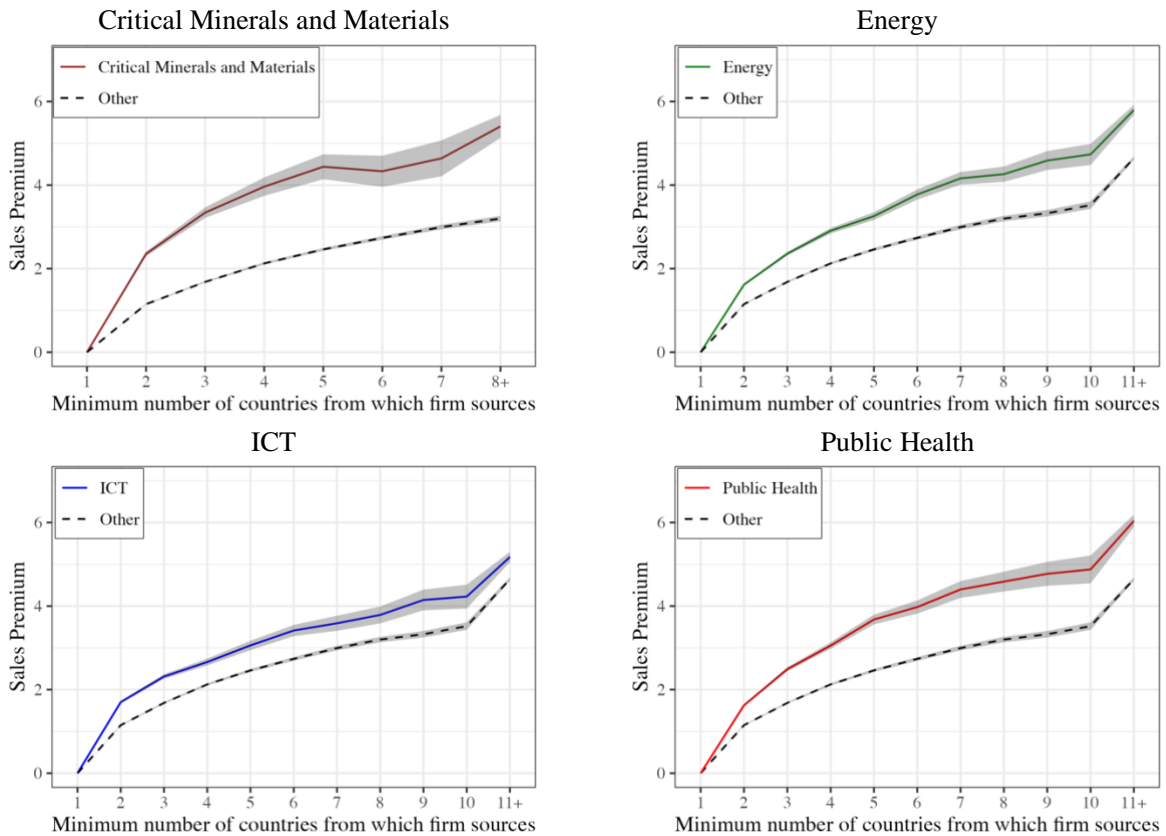 Critical Minerals and Materials
Critical Minerals and Materials
Other
Sales Premium
6
4
2
0
1 2 3 4 5 6 7 8+
Minimum number of countries from which firm sources
Energy
Energy
Other
Sales Premium
6
4
2
0
1 2 3 4 5 6 7 8 9 10 11+
Minimum number of countries from which firm sources
ICT
ICT
Other
Sales Premium
6
4
2
0
1 2 3 4 5 6 7 8 9 10 11+
Minimum number of countries from which firm sources
Public Health
Public Health
Other
Sales Premium
6
4
2
0
1 2 3 4 5 6 7 8 9 10 11+
Minimum number of countries from which firm sources